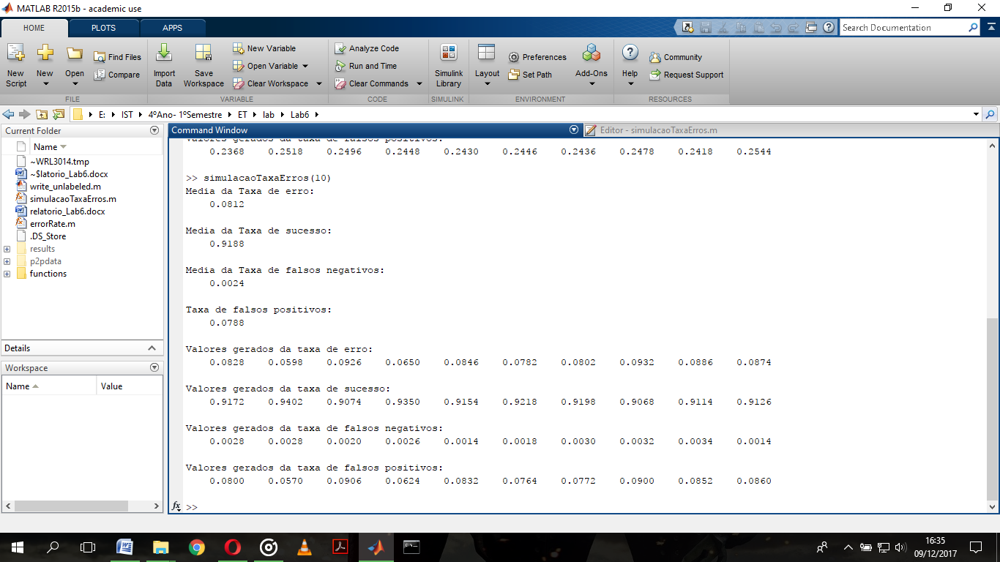 MATLAB R2015b - academic use
HOME PLOTS APPS Search Documentation
New Script New Open Find Files Compare Import Data Save Workspace New Variable Open Variable Clear Workspace Analyze Code Run and Time Clear Commands Simulink Library Layout Preferences Set Path Add-Ons Help Community Request Support
FILE VARIABLE CODE SIMULINK ENVIRONMENT RESOURCES
E: IST 4ºAno- 1ºSemestre ET lab Lab6
Current Folder
Name
~WRL3014.tmp
~$latorio_Lab6.docx
write_unlabeled.m
simulacaoTaxaErros.m
relatorio_Lab6.docx
errorRate.m
.DS_Store
results
p2pdata
functions
Details
Workspace
Name Value
Command Window Editor - simulacaoTaxaErros.m
Valores gerados da taxa de falsos positivos:
0.2368 0.2518 0.2496 0.2448 0.2430 0.2446 0.2436 0.2478 0.2418 0.2544
>> simulacaoTaxaErros(10)
Media da Taxa de erro:
0.0812
Media da Taxa de sucesso:
0.9188
Media da Taxa de falsos negativos:
0.0024
Taxa de falsos positivos:
0.0788
Valores gerados da taxa de erro:
0.0828 0.0598 0.0926 0.0650 0.0846 0.0782 0.0802 0.0932 0.0886 0.0874
Valores gerados da taxa de sucesso:
0.9172 0.9402 0.9074 0.9350 0.9154 0.9218 0.9198 0.9068 0.9114 0.9126
Valores gerados da taxa de falsos negativos:
0.0028 0.0028 0.0020 0.0026 0.0014 0.0018 0.0030 0.0032 0.0034 0.0014
Valores gerados da taxa de falsos positivos:
0.0800 0.0570 0.0906 0.0624 0.0832 0.0764 0.0772 0.0900 0.0852 0.0860
fx >>
16:35
09/12/2017